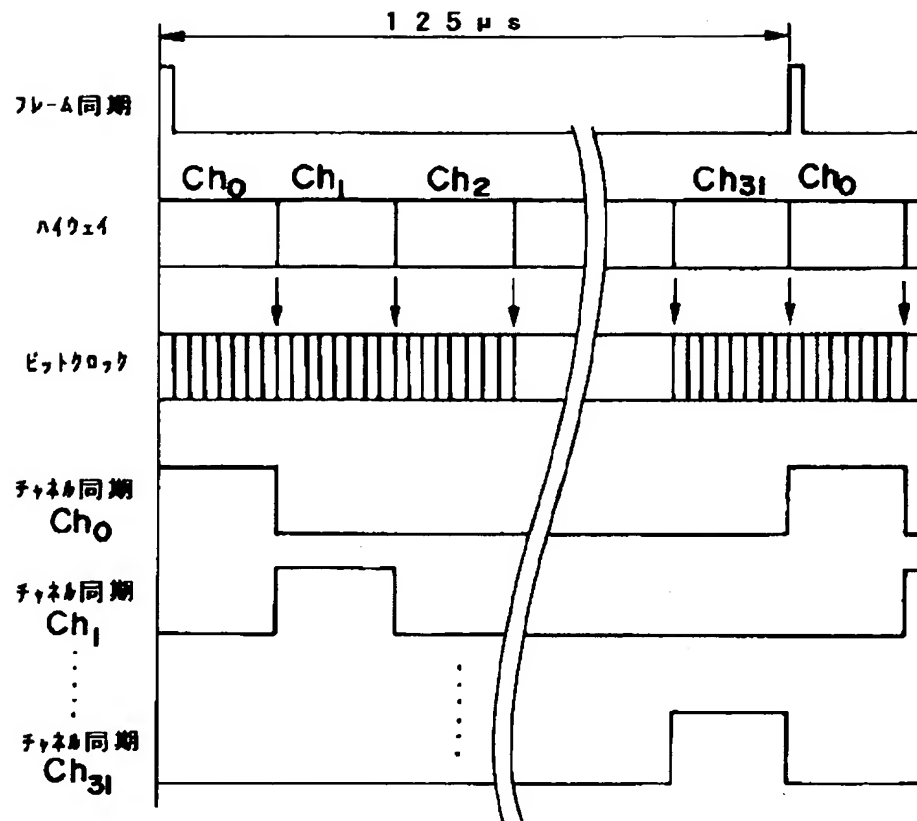 125μs
フレーム同期
Ch0 Ch1 Ch2 Ch31 Ch0
ハイウェイ
ビットクロック
チャネル同期
Ch0
チャネル同期
Ch1
チャネル同期
Ch31